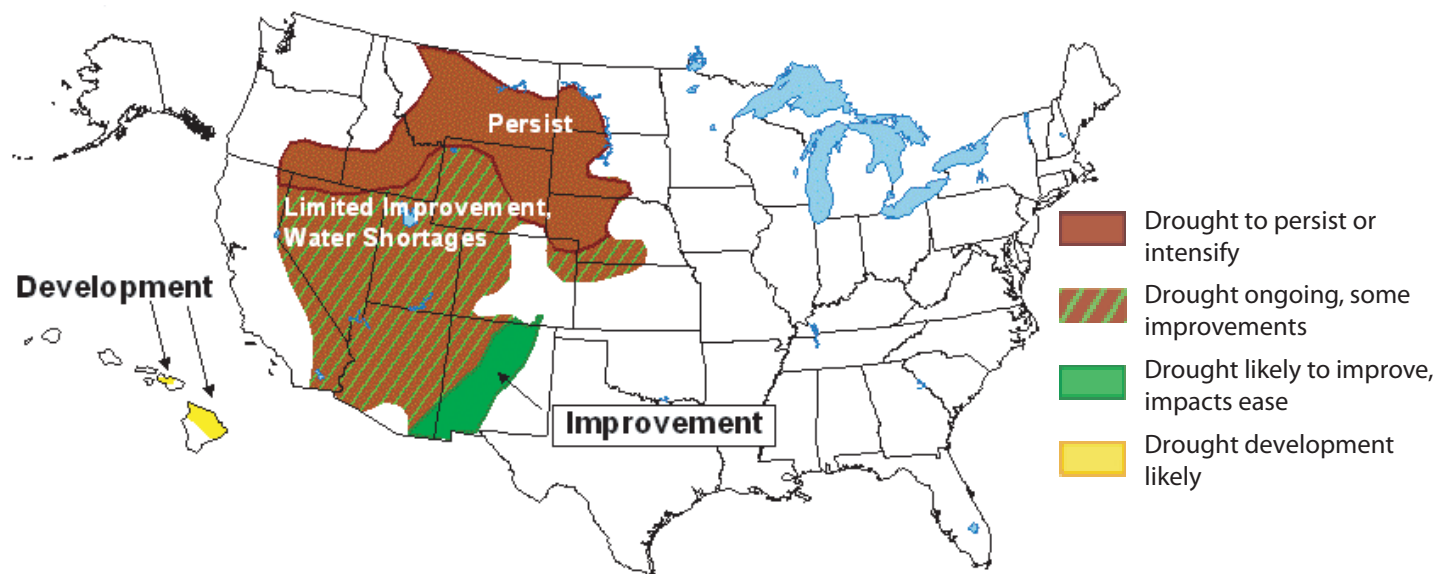 Persist
Limited Improvement,
Water Shortages
Development
Improvement
Drought to persist or
intensify
Drought ongoing, some
improvements
Drought likely to improve,
impacts ease
Drought development
likely